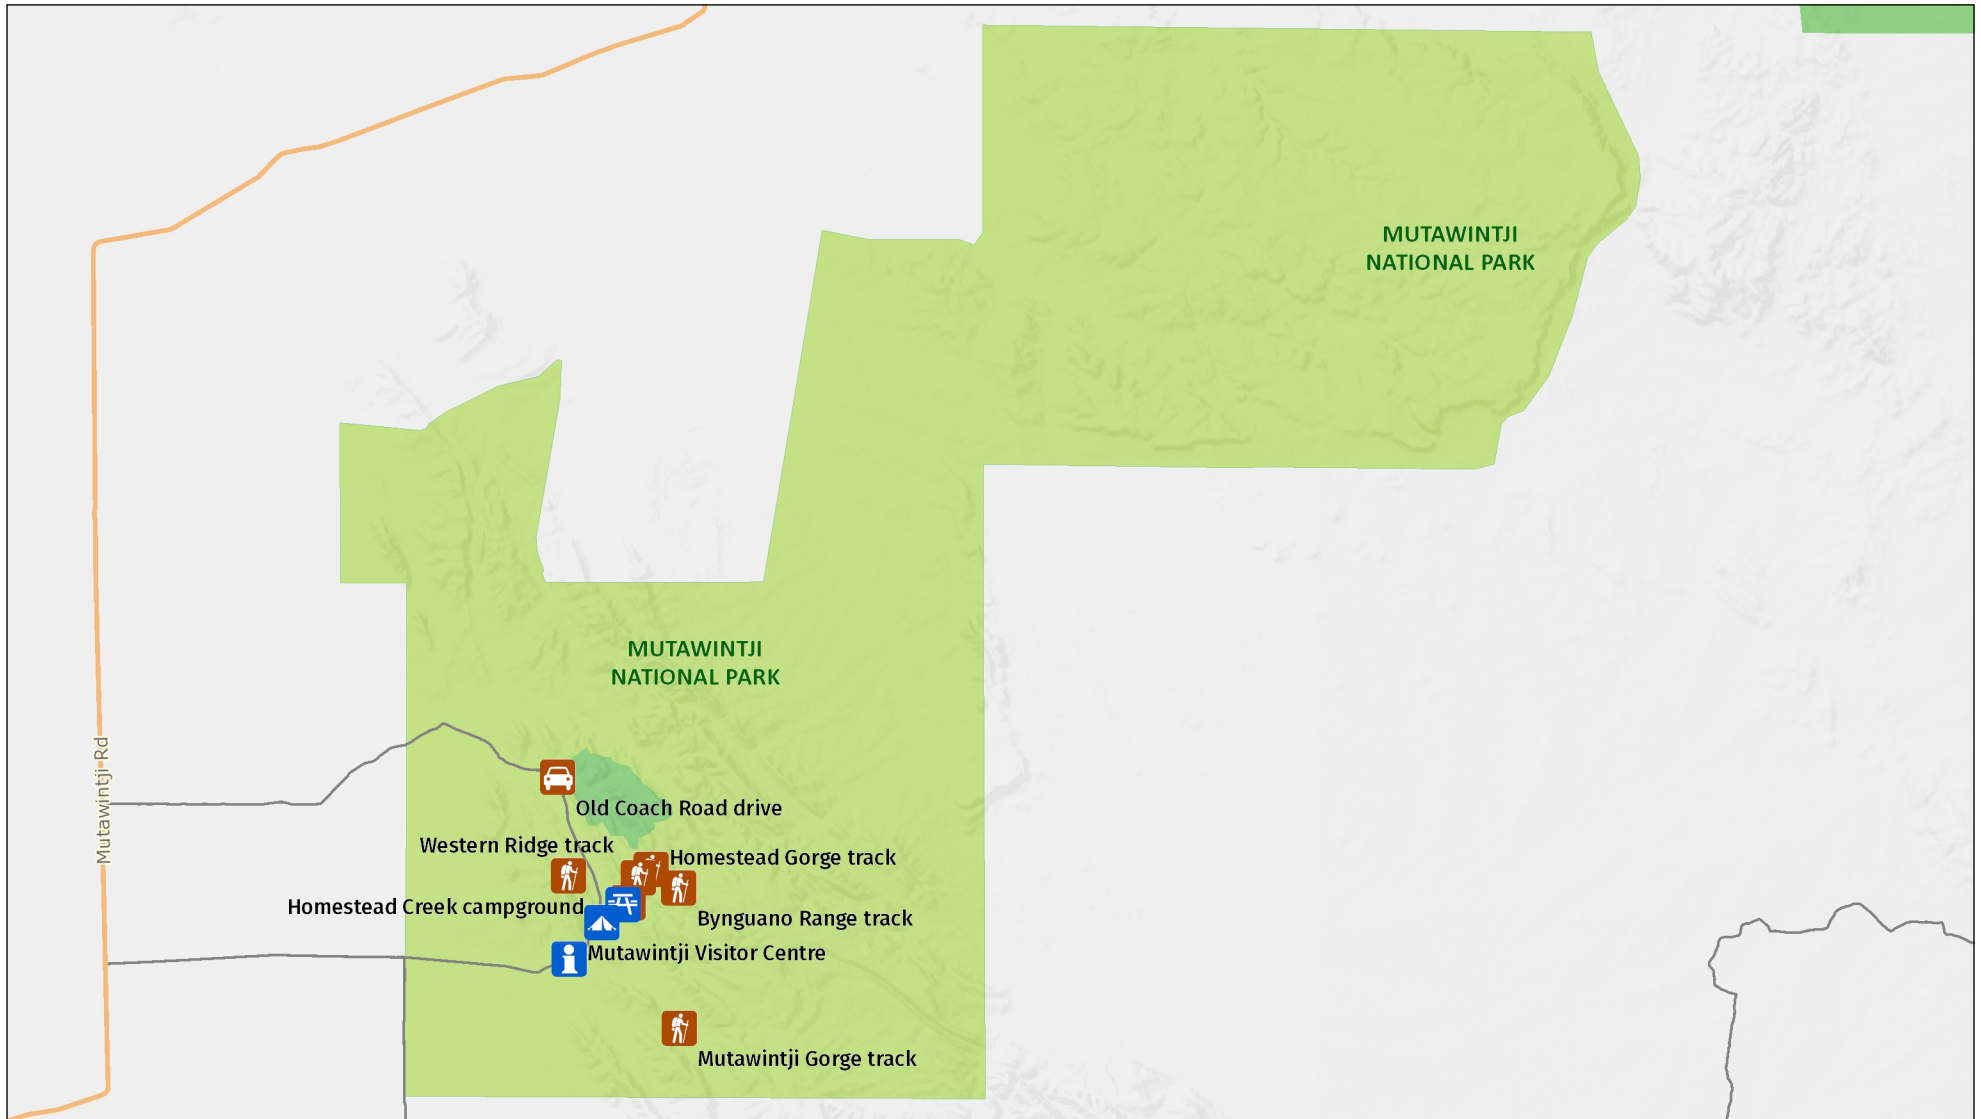 MUTAWINTJI
NATIONAL PARK
MUTAWINTJI
NATIONAL PARK
Mutawintji Rd
Old Coach Road drive
Western Ridge track
Homestead Gorge track
Homestead Creek campground
Bynguano Range track
Mutawintji Visitor Centre
Mutawintji Gorge track